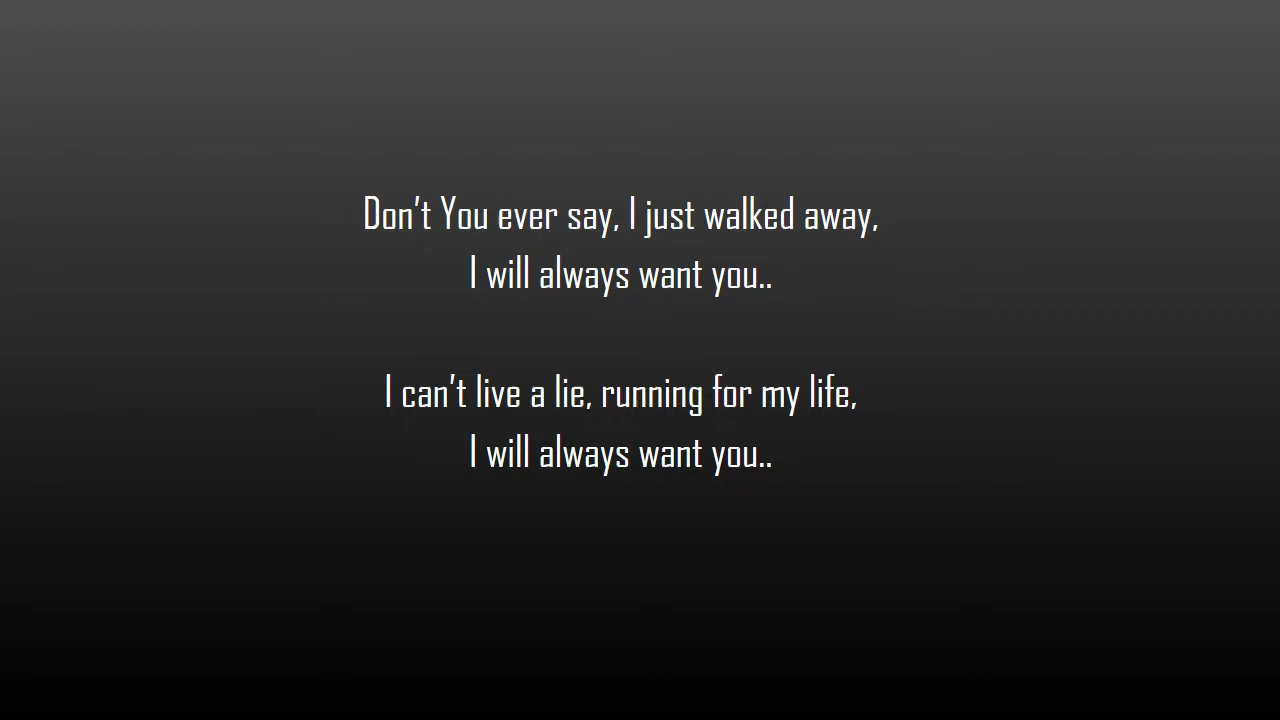 Don't You ever say, I just walked away,
I will always want you..
I can't live a lie, running for my life,
I will always want you..